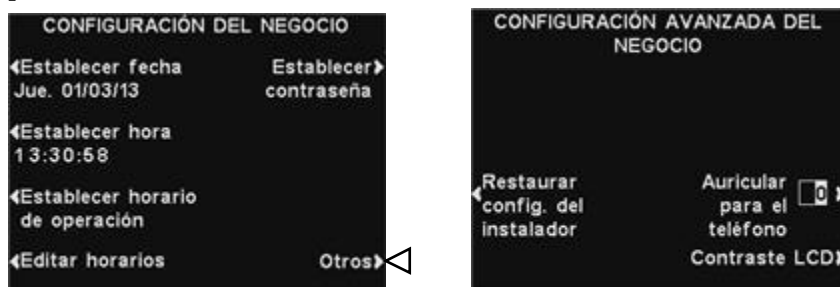 CONFIGURACIÓN DEL NEGOCIO
Establecer fecha
Jue. 01/03/13
Establecer
contraseña
Establecer hora
13:30:58
Establecer horario
de operación
Editar horarios
Otros
CONFIGURACIÓN AVANZADA DEL
NEGOCIO
Restaurar
config. del
instalador
Auricular
para el
teléfono
0
Contraste LCD